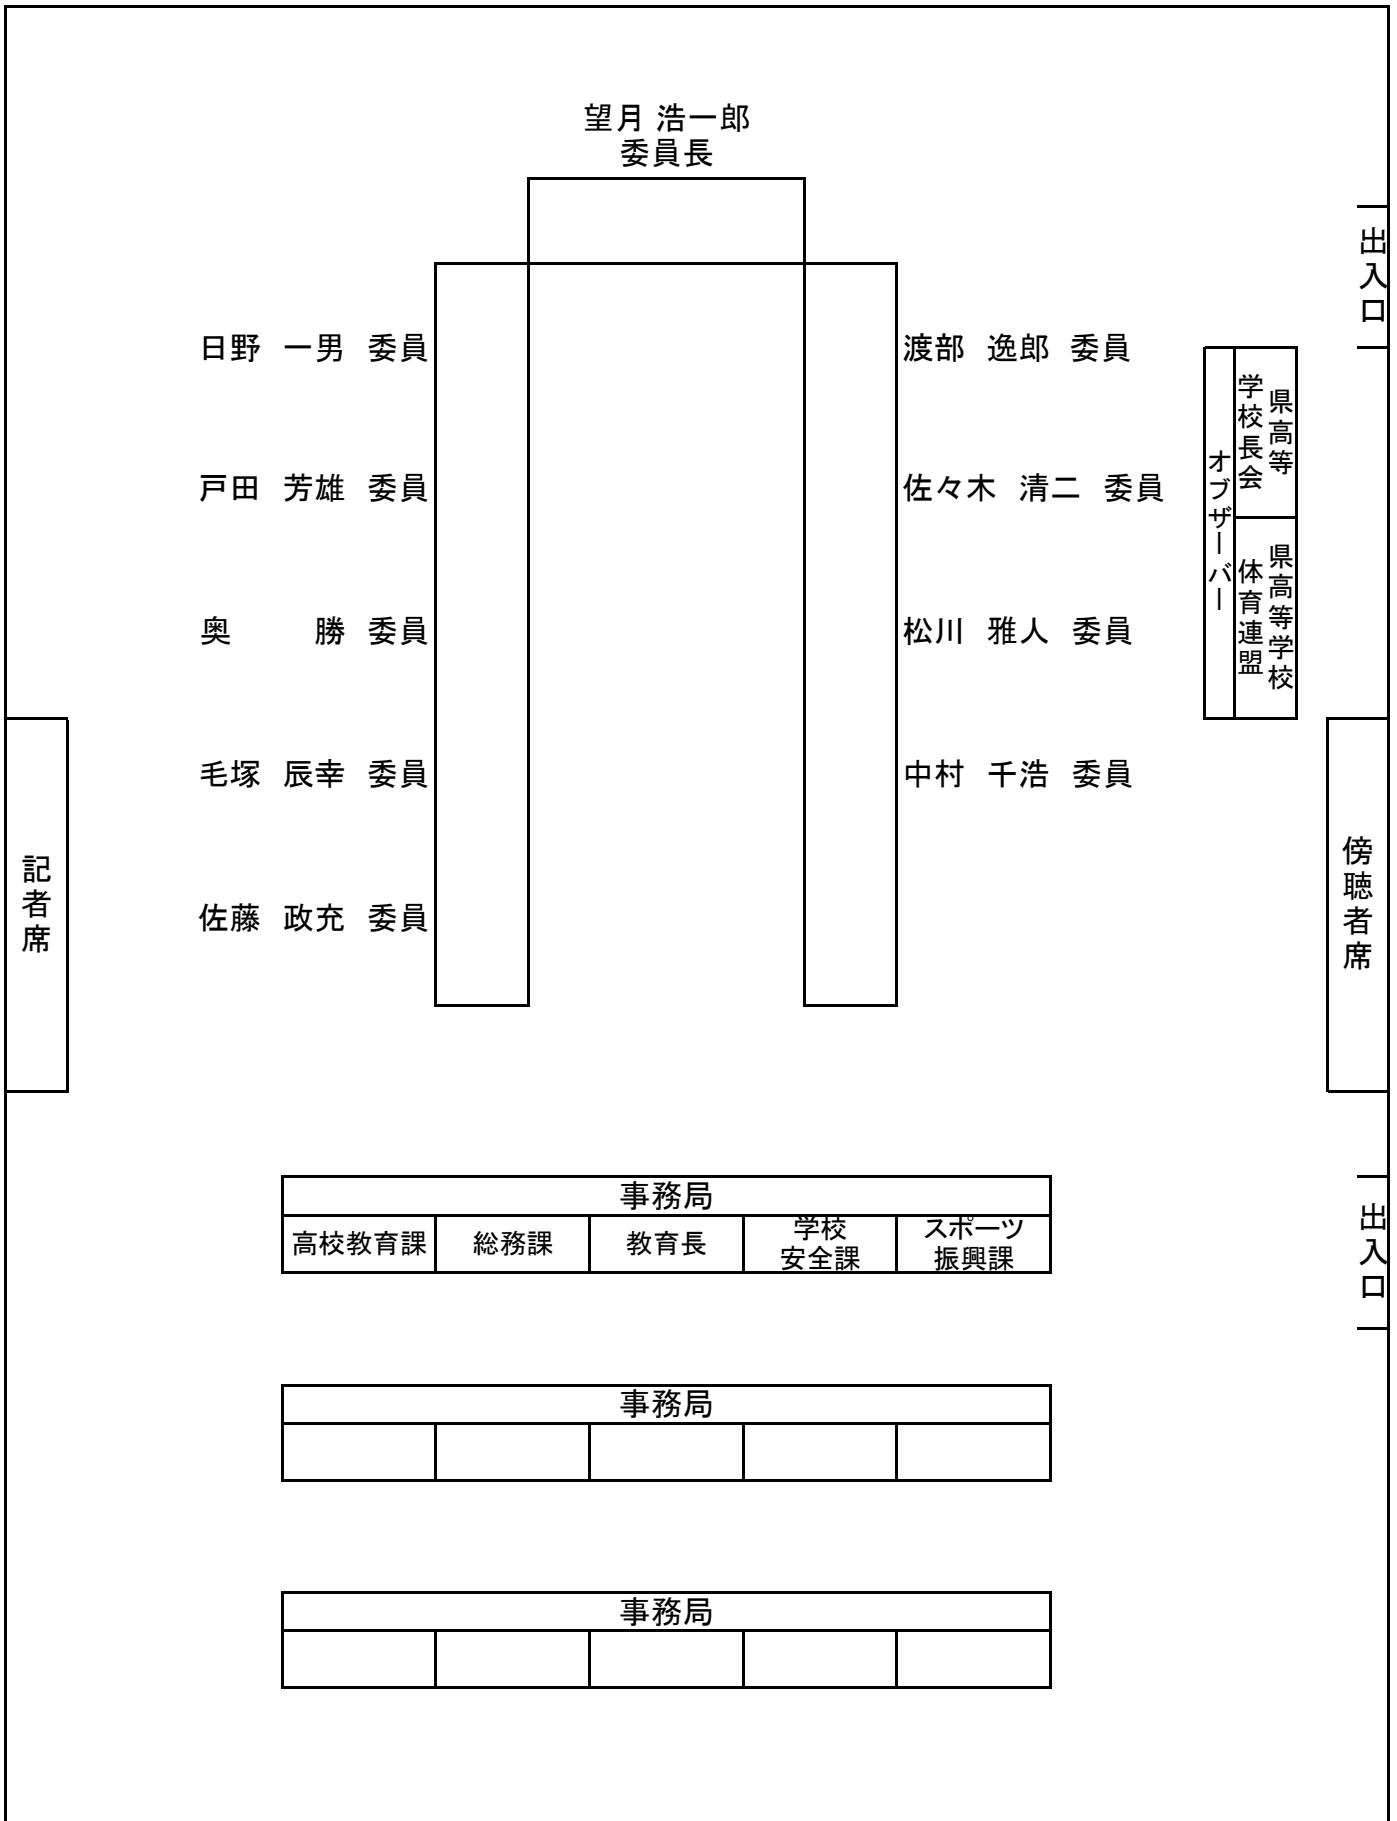 望月 浩一郎
委員長
出入口
日野 一男 委員
渡部 逸郎 委員
戸田 芳雄 委員
佐々木 清二 委員
奥 勝 委員
松川 雅人 委員
毛塚 辰幸 委員
中村 千浩 委員
佐藤 政充 委員
オブザーバー
県高等
学校長会
県高等学校
体育連盟
記者席
傍聴者席
事務局
高校教育課
総務課
教育長
学校
安全課
スポーツ
振興課
出入口
事務局
事務局